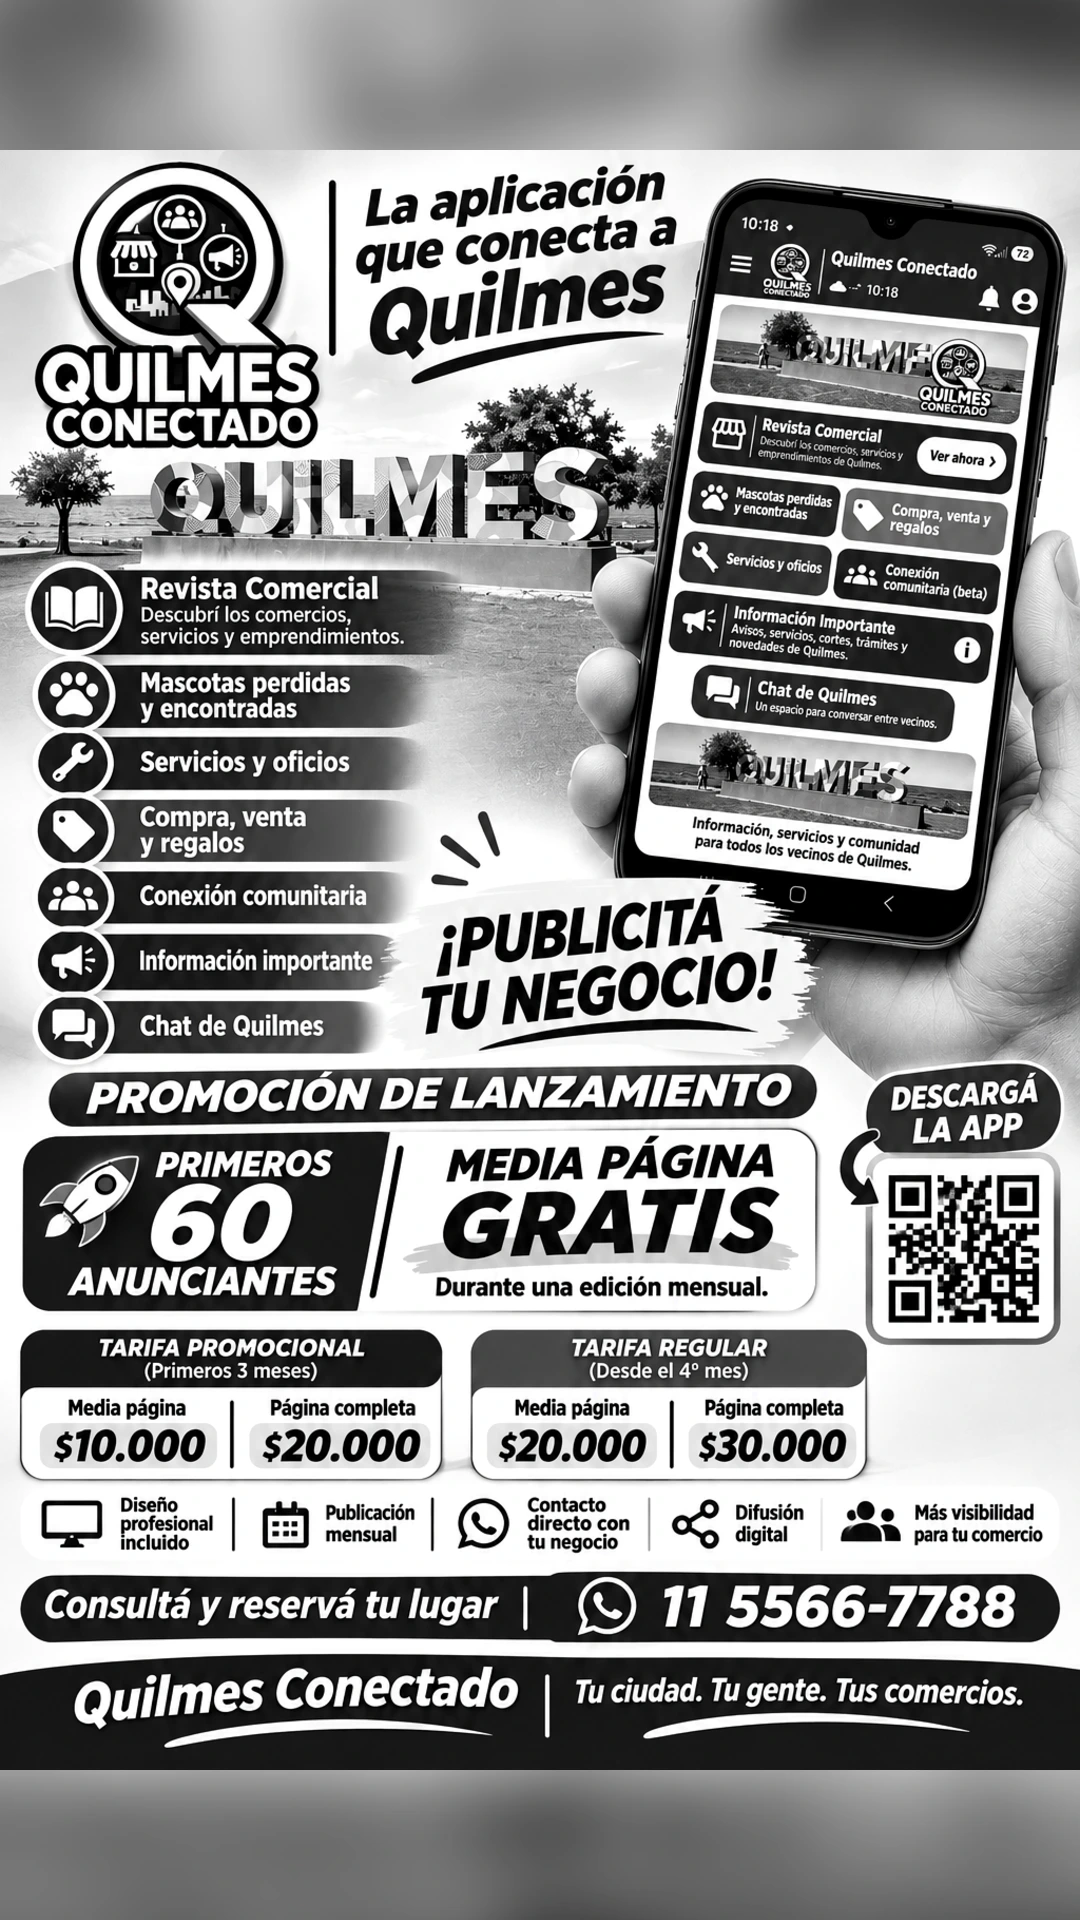 QUILMES
CONECTADO
La aplicación
que conecta a
Quilmes
QUILMES
10:18
72
QUILMES
CONECTADO
Quilmes Conectado
10:18
QUILMES
QUILMES
CONECTADO
Revista Comercial
Descubrí los comercios, servicios y
emprendimientos de Quilmes.
Ver ahora >
Mascotas perdidas
y encontradas
Compra, venta y
regalos
Servicios y oficios
Conexión
comunitaria (beta)
Información Importante
Avisos, servicios, cortes, trámites y
novedades de Quilmes.
i
Chat de Quilmes
Un espacio para conversar entre vecinos.
QUILMES
Información, servicios y comunidad
para todos los vecinos de Quilmes.
Revista Comercial
Descubrí los comercios,
servicios y emprendimientos.
Mascotas perdidas
y encontradas
Servicios y oficios
Compra, venta
y regalos
Conexión comunitaria
Información importante
Chat de Quilmes
¡PUBLICITÁ
TU NEGOCIO!
PROMOCIÓN DE LANZAMIENTO
DESCARGÁ
LA APP
PRIMEROS
60
ANUNCIANTES
MEDIA PÁGINA
GRATIS
Durante una edición mensual.
TARIFA PROMOCIONAL
(Primeros 3 meses)
Media página
$10.000
Página completa
$20.000
TARIFA REGULAR
(Desde el 4º mes)
Media página
$20.000
Página completa
$30.000
Diseño
profesional
incluido
Publicación
mensual
Contacto
directo con
tu negocio
Difusión
digital
Más visibilidad
para tu comercio
Consultá y reservá tu lugar
11 5566-7788
Quilmes Conectado
Tu ciudad. Tu gente. Tus comercios.